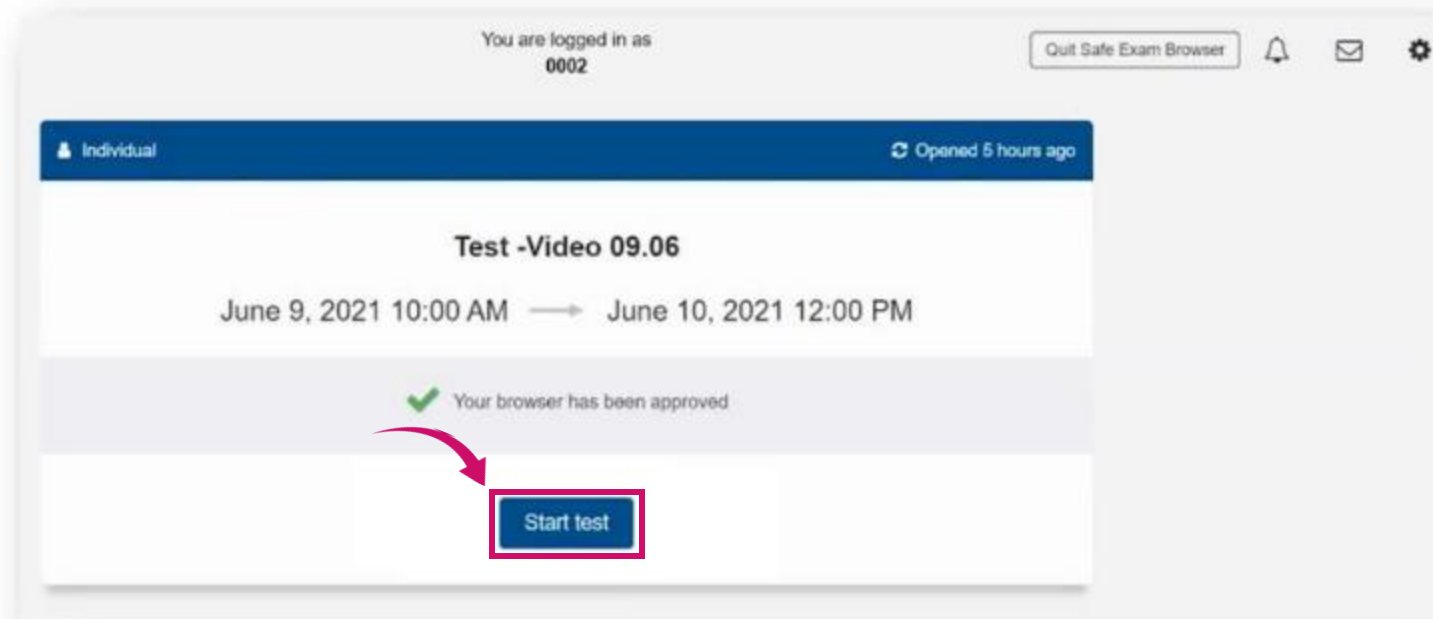 You are logged in as
0002
Quit Safe Exam Browser
Individual
Opened 5 hours ago
Test -Video 09.06
June 9, 2021 10:00 AM June 10, 2021 12:00 PM
Your browser has been approved
Start test